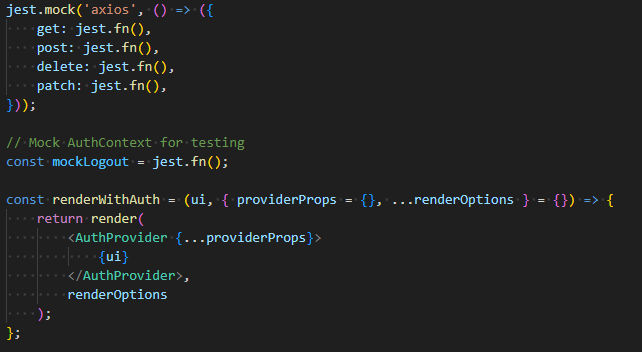 jest.mock('axios', () => ({
    get: jest.fn(),
    post: jest.fn(),
    delete: jest.fn(),
    patch: jest.fn(),
}));

// Mock AuthContext for testing
const mockLogout = jest.fn();

const renderWithAuth = (ui, { providerProps = {}, ...renderOptions } = {}) => {
    return render(
        <AuthProvider {...providerProps}>
            {ui}
        </AuthProvider>,
        renderOptions
    );
};